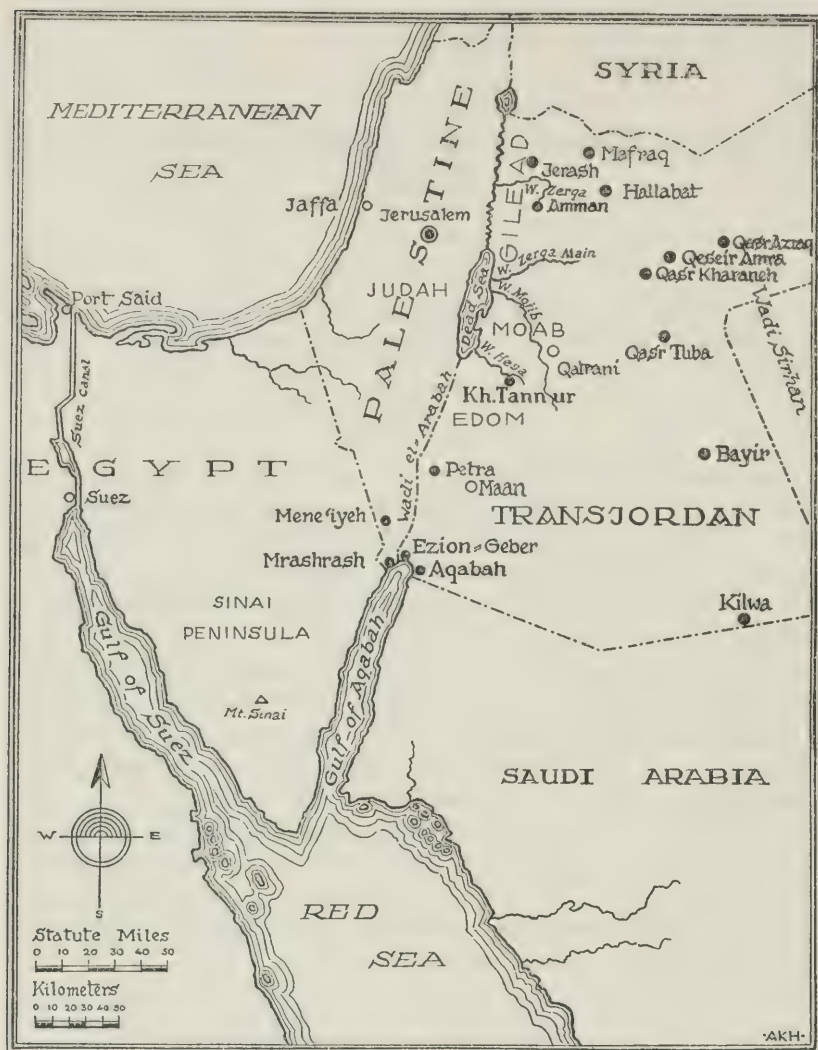 SYRIA
MEDITERRANEAN
SEA
PALESTINE
GILEAD
Mafraq
Jerash
W. Zerqa
Hallabat
Amman
Jaffa
Jerusalem
Qasr Azraq
Qeseir Amra
Qasr Kharaneh
W. Zerqa Main
JUDAH
Dead Sea
W. Mojib
MOAB
Wadi Sirhan
Port Said
Qatrani
Qasr Tuba
W. Hesa
Kh. Tannur
EDOM
Suez Canal
Wadi el-Arabah
EGYPT
Petra
Bayir
Suez
Maan
Mene'iyeh
TRANSJORDAN
Ezion-Geber
Mrashrash
Aqabah
SINAI
PENINSULA
Kilwa
Gulf of Suez
Gulf of Aqabah
Mt. Sinai
SAUDI ARABIA
W
E
S
RED
SEA
Statute Miles
0 10 20 30 40 50
Kilometers
0 10 20 30 40 50
·AKH·